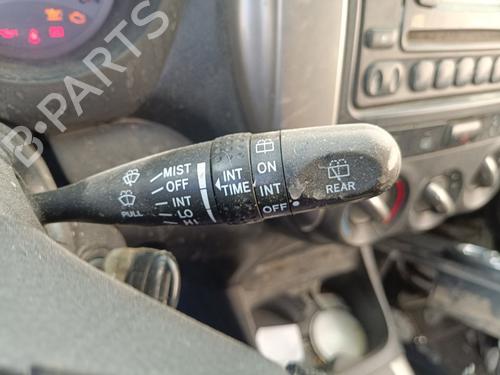 B-PARTS
MIST
OFF
INT
LO
HI
PULL
INT
TIME
ON
INT
OFF
REAR